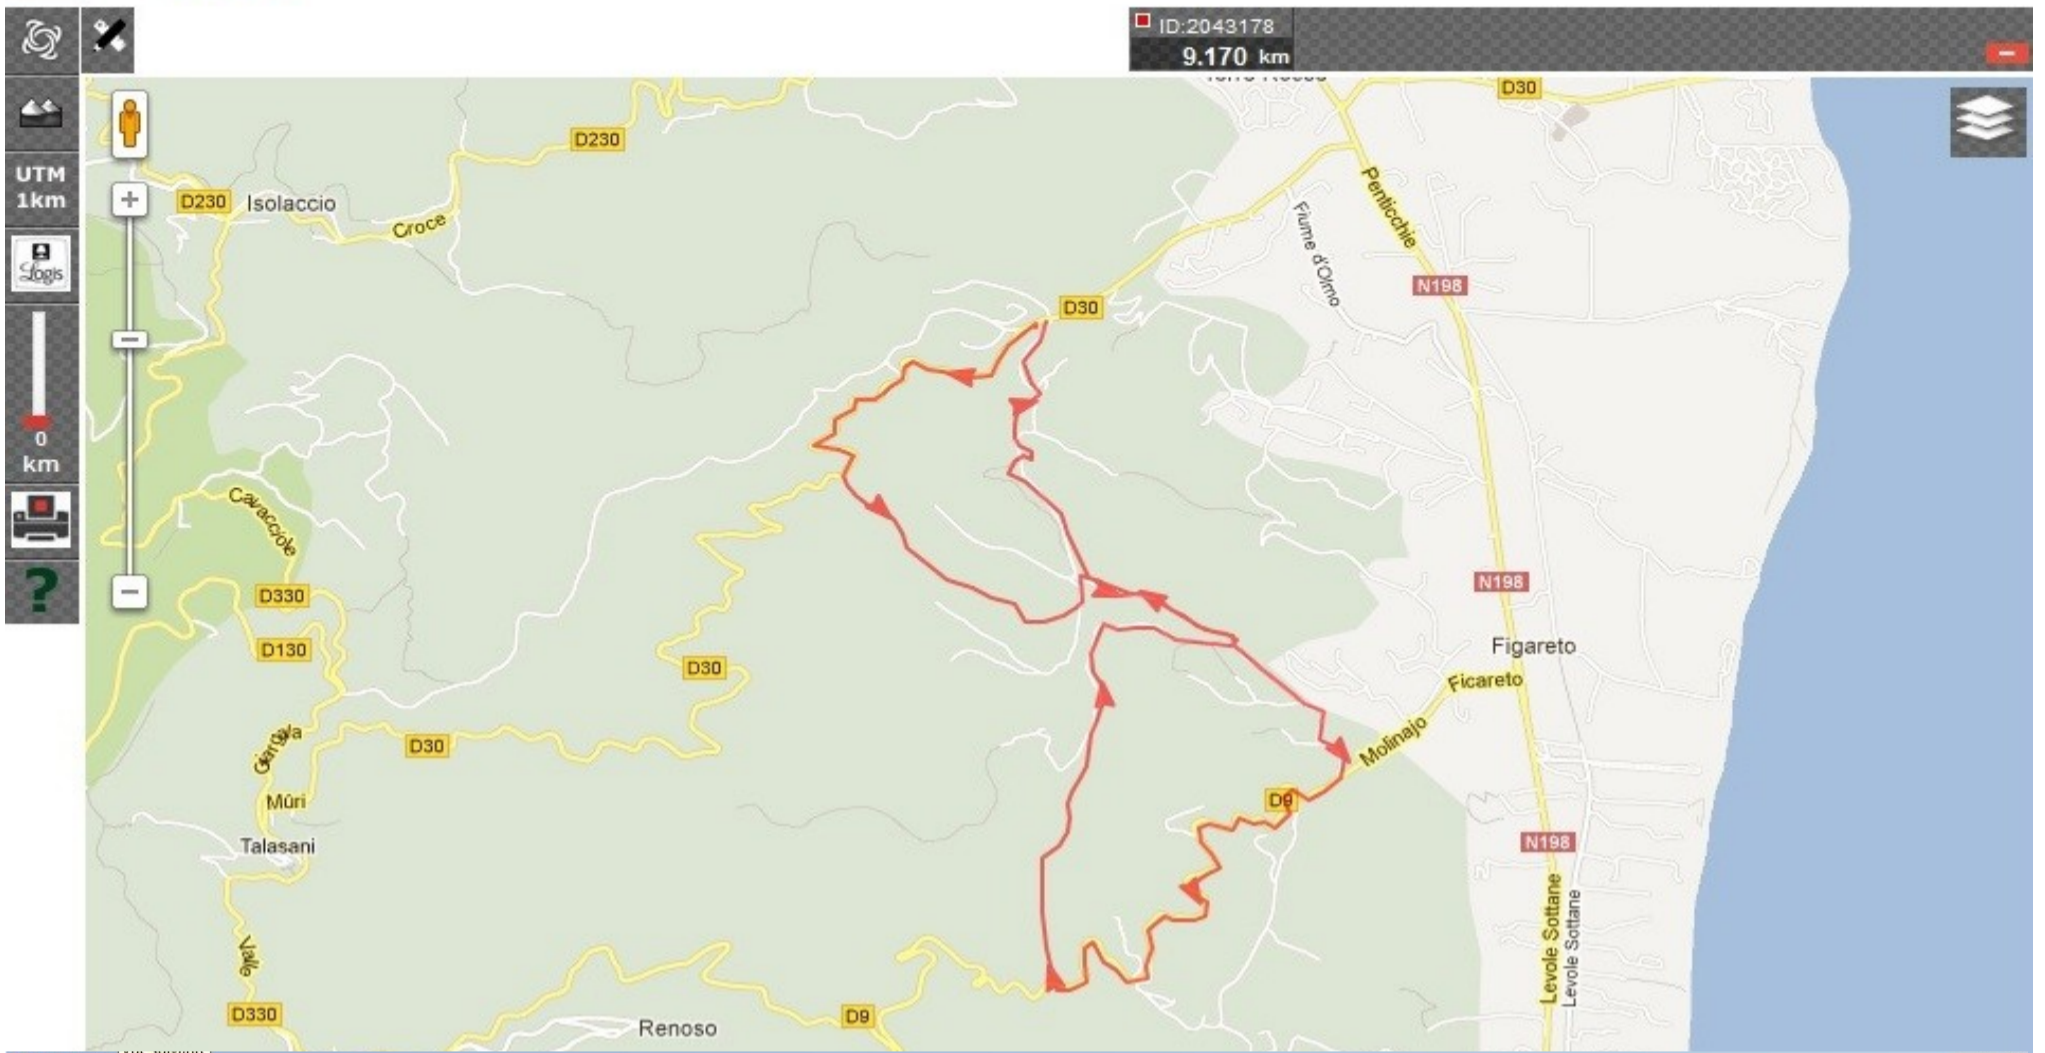 ID:2043178
9.170 km
UTM
1km
Logis
0
km
?
D30
D230
Penticchie
D230
Isolaccio
Croce
Fiume d'Olmo
N198
D30
Cavacciole
N198
D330
D130
Figareto
D30
Ficareto
D30
Molinajo
Mûri
D9
Talasani
N198
Levole Sottane
Levole Sottane
Valle
D330
D9
Renoso